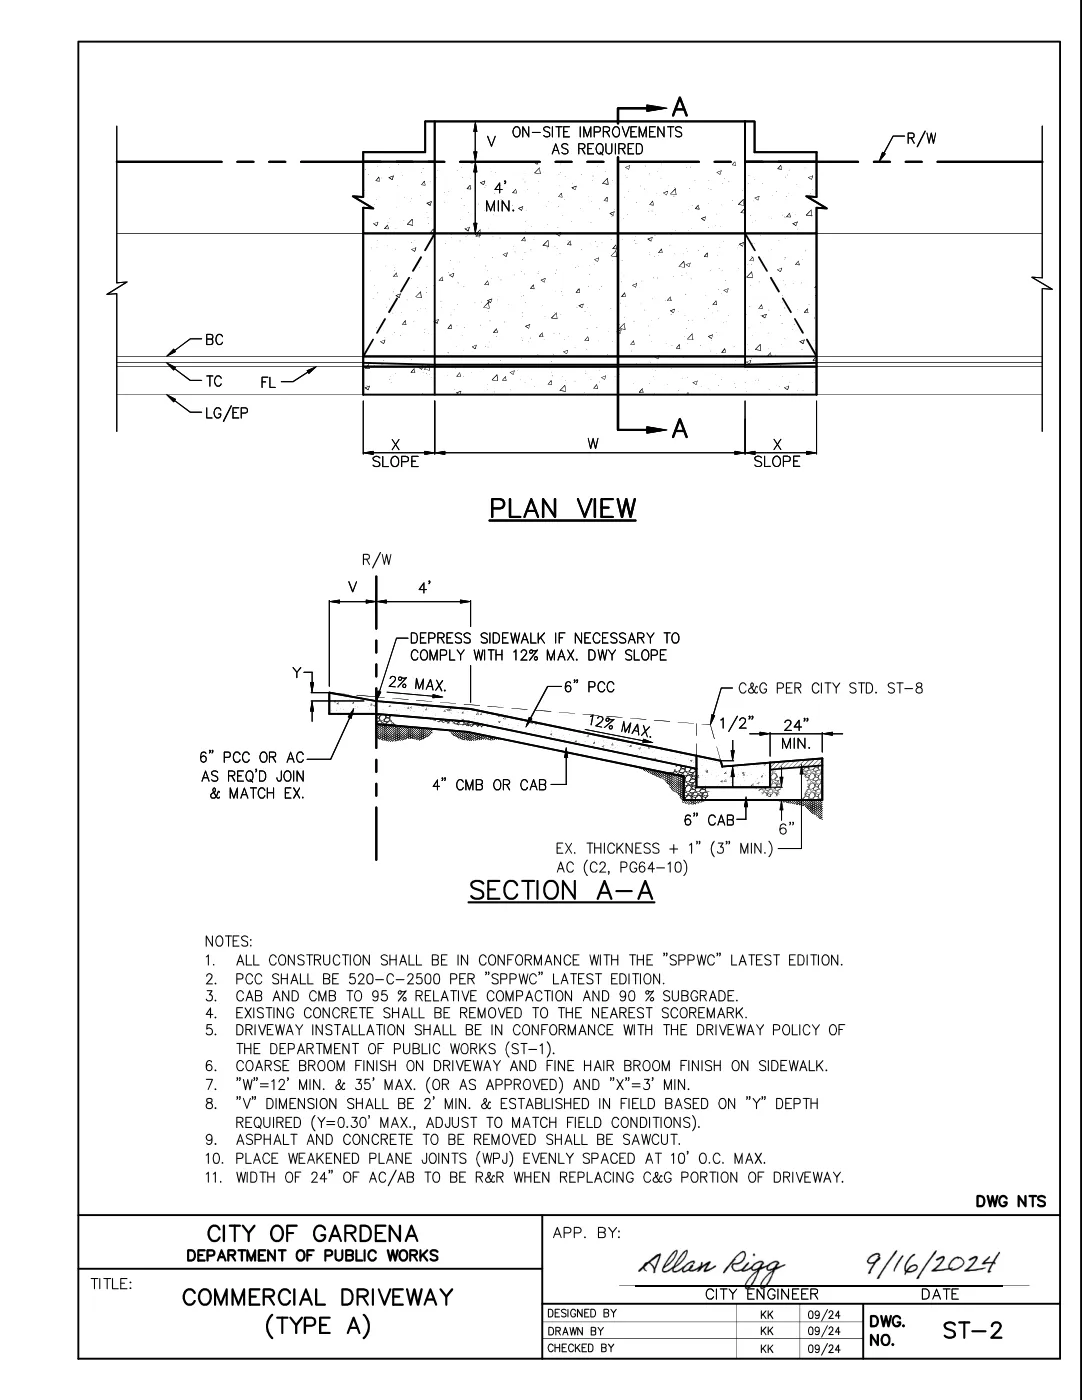 A
ON-SITE IMPROVEMENTS
AS REQUIRED
V
R/W
4'
MIN.
BC
TC
FL
LG/EP
A
X
SLOPE
W
X
SLOPE
PLAN VIEW
R/W
V
4'
DEPRESS SIDEWALK IF NECESSARY TO
COMPLY WITH 12% MAX. DWY SLOPE
Y
2% MAX.
6" PCC
C&G PER CITY STD. ST-8
12% MAX.
1/2"
24"
MIN.
6" PCC OR AC
AS REQ'D JOIN
& MATCH EX.
4" CMB OR CAB
6" CAB
6"
EX. THICKNESS + 1" (3" MIN.)
AC (C2, PG64-10)
SECTION A-A
NOTES:
1. ALL CONSTRUCTION SHALL BE IN CONFORMANCE WITH THE "SPPWC" LATEST EDITION.
2. PCC SHALL BE 520-C-2500 PER "SPPWC" LATEST EDITION.
3. CAB AND CMB TO 95 % RELATIVE COMPACTION AND 90 % SUBGRADE.
4. EXISTING CONCRETE SHALL BE REMOVED TO THE NEAREST SCOREMARK.
5. DRIVEWAY INSTALLATION SHALL BE IN CONFORMANCE WITH THE DRIVEWAY POLICY OF
THE DEPARTMENT OF PUBLIC WORKS (ST-1).
6. COARSE BROOM FINISH ON DRIVEWAY AND FINE HAIR BROOM FINISH ON SIDEWALK.
7. "W"=12' MIN. & 35' MAX. (OR AS APPROVED) AND "X"=3' MIN.
8. "V" DIMENSION SHALL BE 2' MIN. & ESTABLISHED IN FIELD BASED ON "Y" DEPTH
REQUIRED (Y=0.30' MAX., ADJUST TO MATCH FIELD CONDITIONS).
9. ASPHALT AND CONCRETE TO BE REMOVED SHALL BE SAWCUT.
10. PLACE WEAKENED PLANE JOINTS (WPJ) EVENLY SPACED AT 10' O.C. MAX.
11. WIDTH OF 24" OF AC/AB TO BE R&R WHEN REPLACING C&G PORTION OF DRIVEWAY.
DWG NTS
CITY OF GARDENA
DEPARTMENT OF PUBLIC WORKS
TITLE:
COMMERCIAL DRIVEWAY
(TYPE A)
APP. BY:
Allan Rigg 9/16/2024
CITY ENGINEER DATE
DESIGNED BY KK 09/24
DRAWN BY KK 09/24
CHECKED BY KK 09/24
DWG.
NO.
ST-2